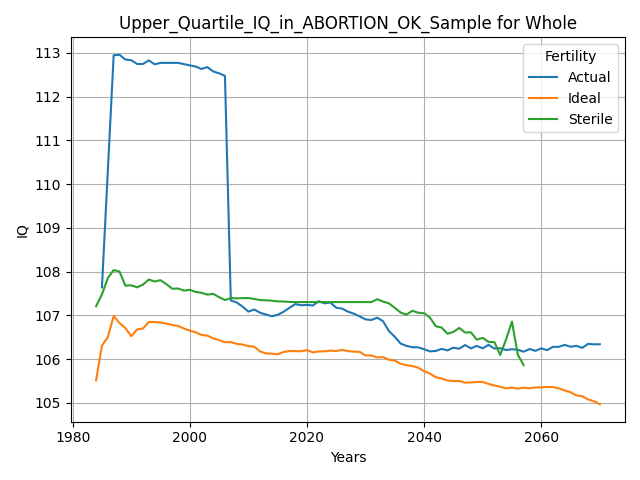 Upper_Quartile_IQ_in_ABORTION_OK_Sample for Whole
113
112
111
110
109
108
107
106
105
IQ
Fertility
Actual
Ideal
Sterile
1980
2000
2020
2040
2060
Years